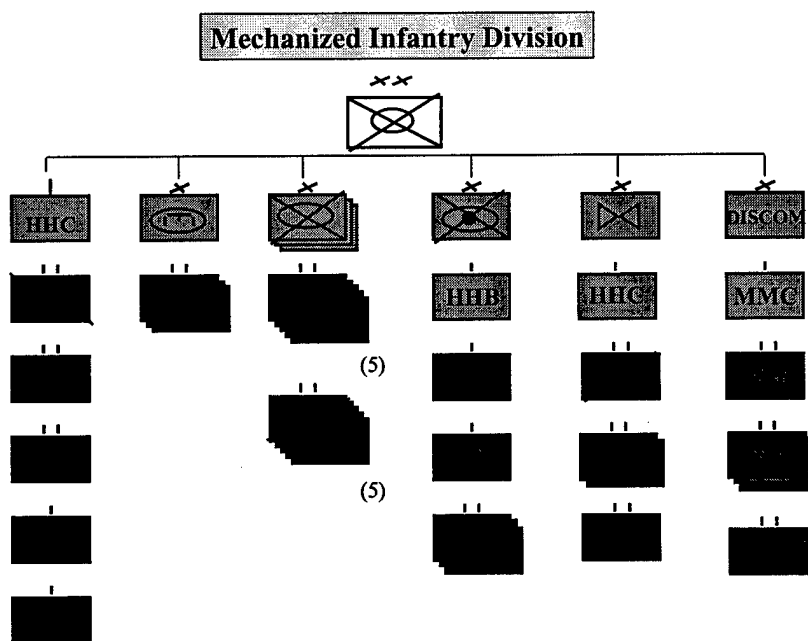 Mechanized Infantry Division
HHC
DISCOM
HHB
HHC
MMC
(5)
(5)